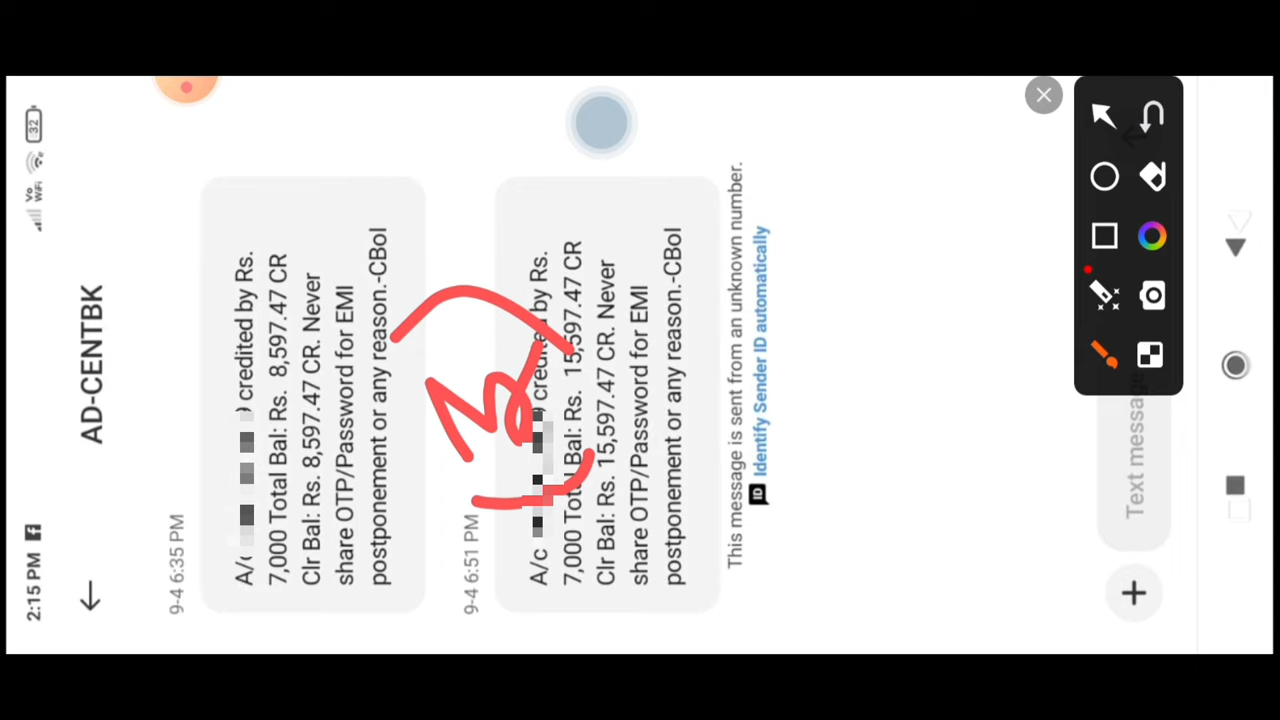 2:15 PM
Vo
WiFi
32
AD-CENTBK
9-4 6:35 PM
A/c credited by Rs.
7,000 Total Bal: Rs. 8,597.47 CR
Clr Bal: Rs. 8,597.47 CR. Never
share OTP/Password for EMI
postponement or any reason.-CBoI
9-4 6:51 PM
A/c credited by Rs.
7,000 Total Bal: Rs. 15,597.47 CR
Clr Bal: Rs. 15,597.47 CR. Never
share OTP/Password for EMI
postponement or any reason.-CBoI
This message is sent from an unknown number.
ID Identify Sender ID automatically
Text message